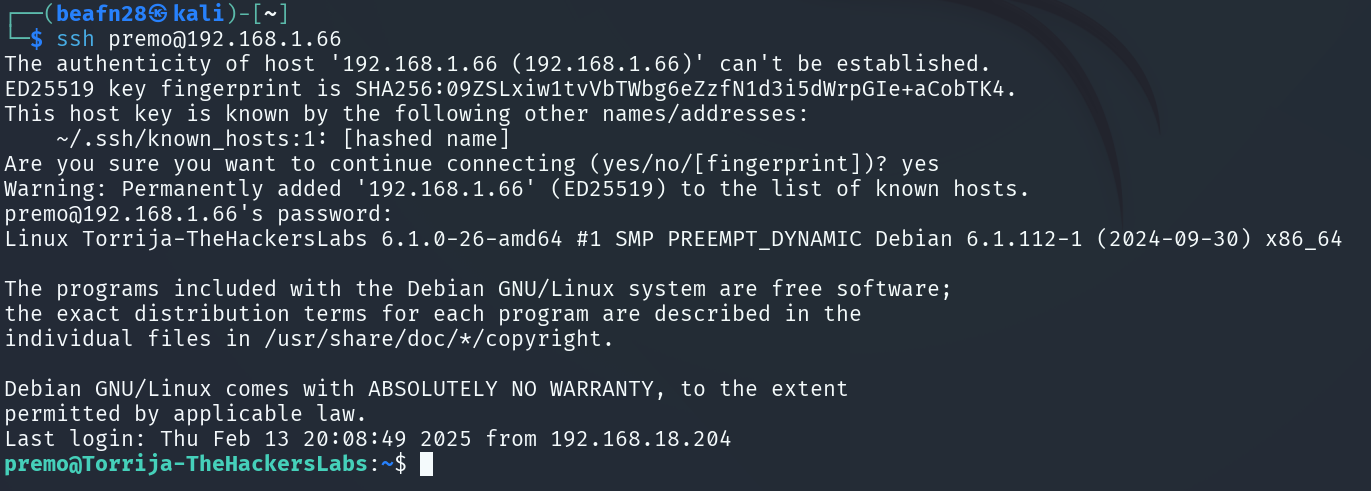 ┌──(beafn28㉿kali)-[~]
└─$ ssh premo@192.168.1.66
The authenticity of host '192.168.1.66 (192.168.1.66)' can't be established.
ED25519 key fingerprint is SHA256:09ZSLxiw1tvVbTWbg6eZzfN1d3i5dWrpGIe+aCobTK4.
This host key is known by the following other names/addresses:
    ~/.ssh/known_hosts:1: [hashed name]
Are you sure you want to continue connecting (yes/no/[fingerprint])? yes
Warning: Permanently added '192.168.1.66' (ED25519) to the list of known hosts.
premo@192.168.1.66's password:
Linux Torrija-TheHackersLabs 6.1.0-26-amd64 #1 SMP PREEMPT_DYNAMIC Debian 6.1.112-1 (2024-09-30) x86_64

The programs included with the Debian GNU/Linux system are free software;
the exact distribution terms for each program are described in the
individual files in /usr/share/doc/*/copyright.

Debian GNU/Linux comes with ABSOLUTELY NO WARRANTY, to the extent
permitted by applicable law.
Last login: Thu Feb 13 20:08:49 2025 from 192.168.18.204
premo@Torrija-TheHackersLabs:~$